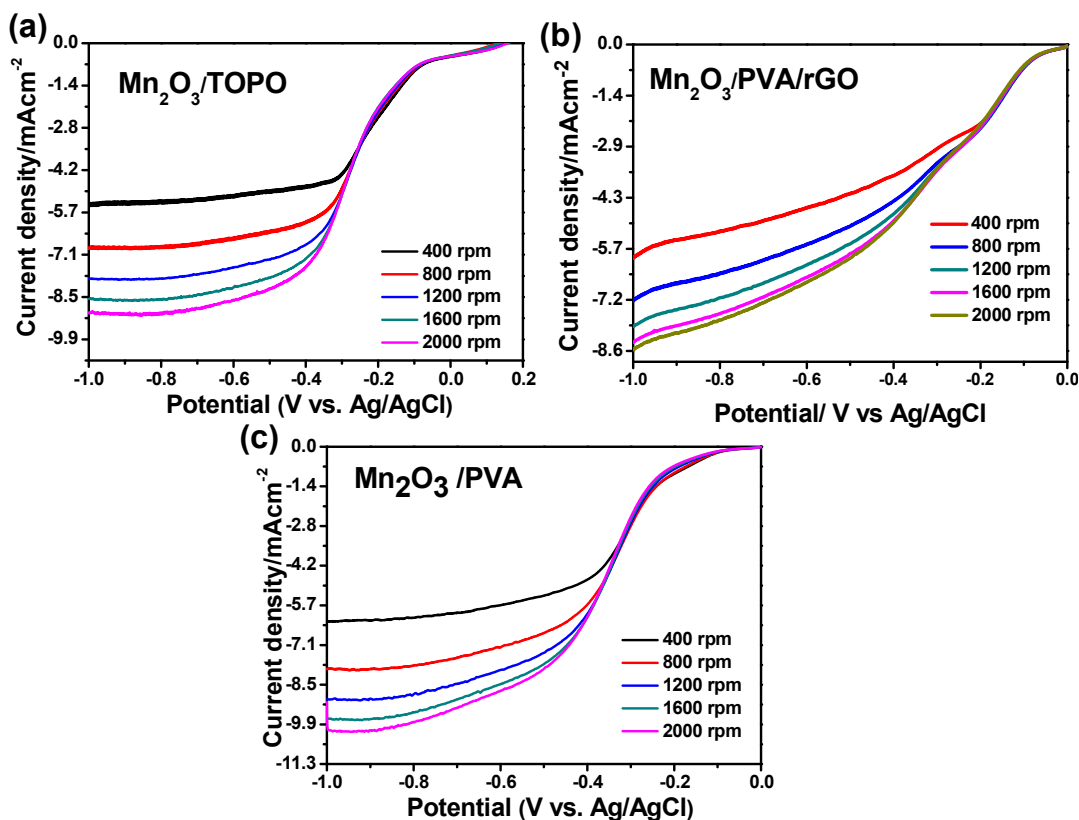 (a)
Mn₂O₃/TOPO
Current density/mAcm⁻²
0.0
-1.4
-2.8
-4.2
-5.7
-7.1
-8.5
-9.9
400 rpm
800 rpm
1200 rpm
1600 rpm
2000 rpm
-1.0 -0.8 -0.6 -0.4 -0.2 0.0 0.2
Potential (V vs. Ag/AgCl)
(b)
Mn₂O₃/PVA/rGO
Current density/mAcm⁻²
0.0
-1.4
-2.9
-4.3
-5.7
-7.2
-8.6
400 rpm
800 rpm
1200 rpm
1600 rpm
2000 rpm
-1.0 -0.8 -0.6 -0.4 -0.2 0.0
Potential/ V vs Ag/AgCl
(c)
Mn₂O₃ /PVA
Current density/mAcm⁻²
0.0
-1.4
-2.8
-4.2
-5.7
-7.1
-8.5
-9.9
-11.3
400 rpm
800 rpm
1200 rpm
1600 rpm
2000 rpm
-1.0 -0.8 -0.6 -0.4 -0.2 0.0
Potential (V vs. Ag/AgCl)